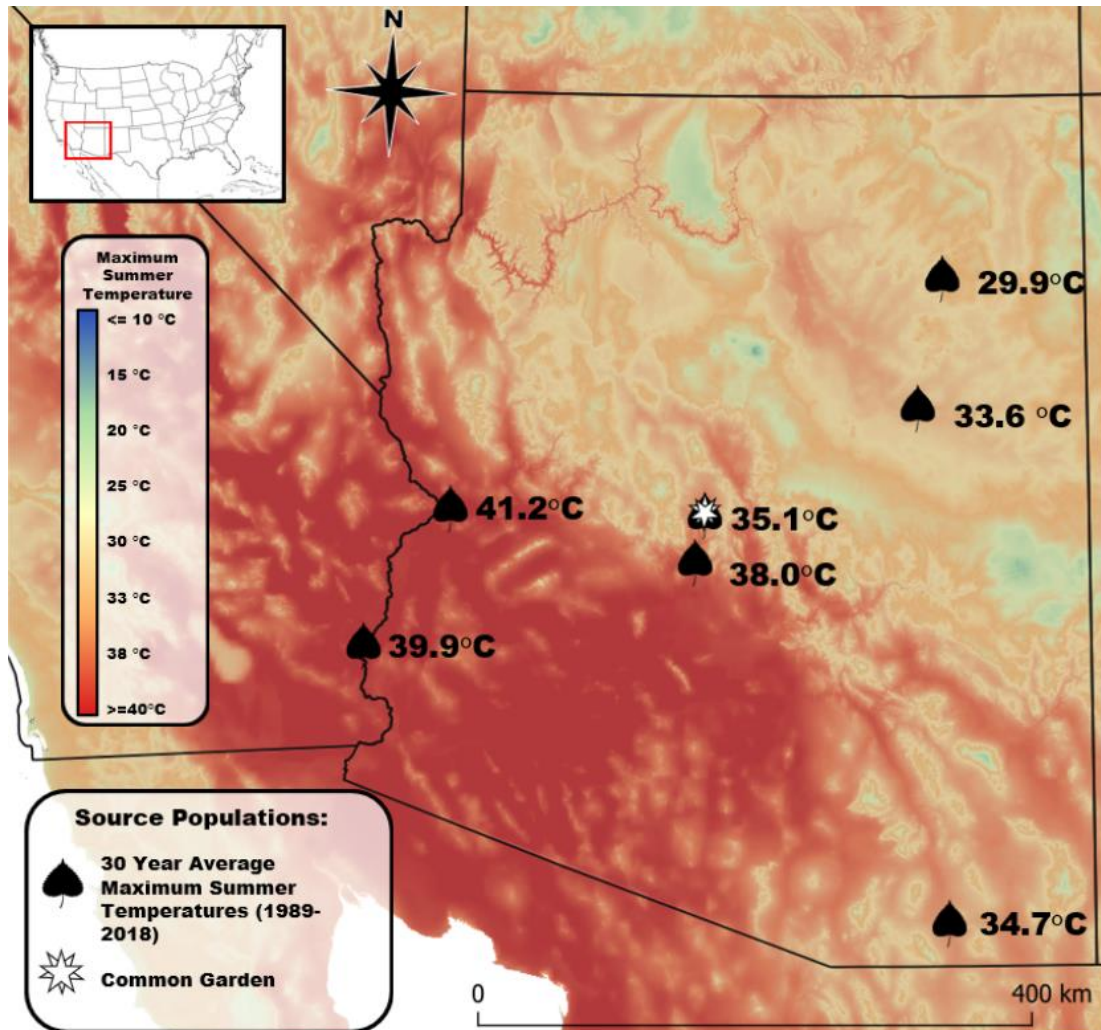 N
Maximum
Summer
Temperature
<= 10 °C
15 °C
20 °C
25 °C
30 °C
33 °C
38 °C
>=40°C
29.9°C
33.6 °C
41.2°C
35.1°C
38.0°C
39.9°C
34.7°C
Source Populations:
30 Year Average
Maximum Summer
Temperatures (1989-
2018)
Common Garden
0
400 km